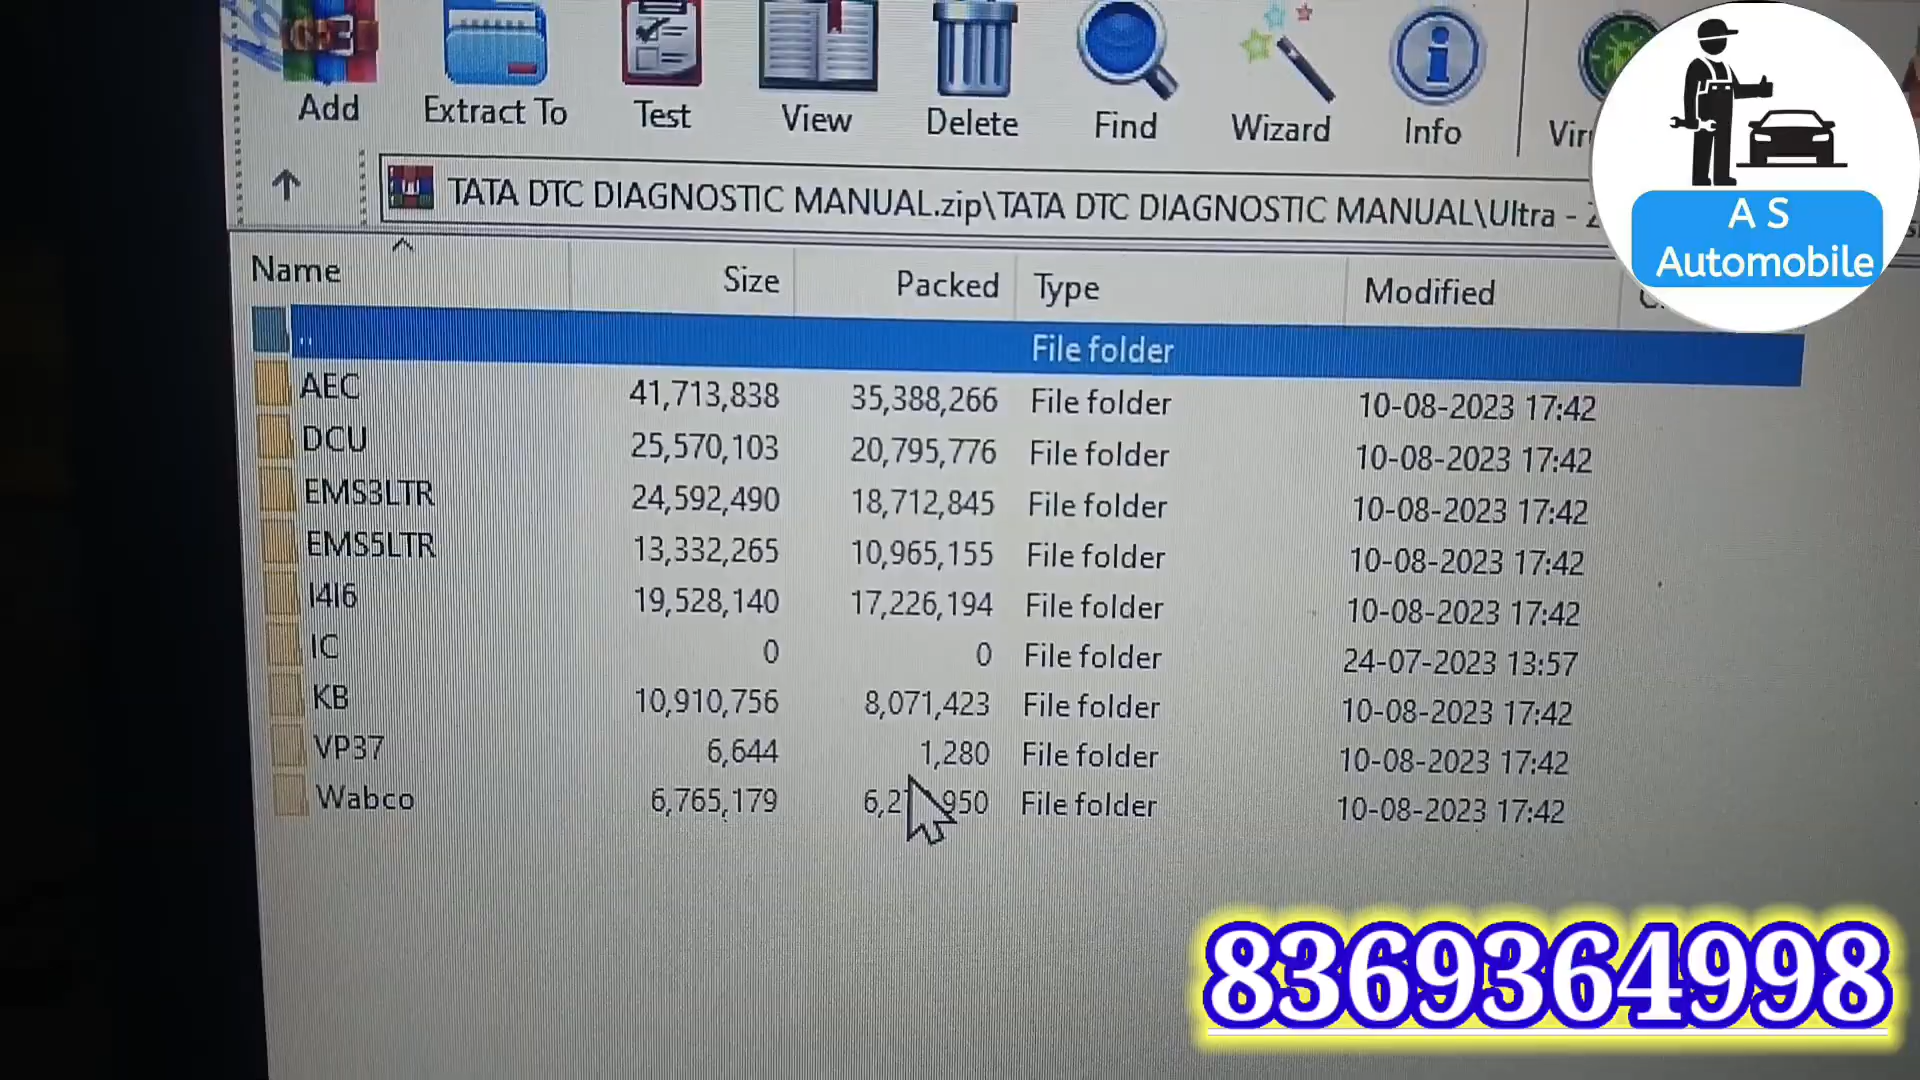 Add
Extract To
Test
View
Delete
Find
Wizard
Info
TATA DTC DIAGNOSTIC MANUAL.zip\TATA DTC DIAGNOSTIC MANUAL\Ultra -
A S
Automobile
Name Size Packed Type Modified
.. File folder
AEC 41,713,838 35,388,266 File folder 10-08-2023 17:42
DCU 25,570,103 20,795,776 File folder 10-08-2023 17:42
EMS3LTR 24,592,490 18,712,845 File folder 10-08-2023 17:42
EMS5LTR 13,332,265 10,965,155 File folder 10-08-2023 17:42
I4I6 19,528,140 17,226,194 File folder 10-08-2023 17:42
IC 0 0 File folder 24-07-2023 13:57
KB 10,910,756 8,071,423 File folder 10-08-2023 17:42
VP37 6,644 1,280 File folder 10-08-2023 17:42
Wabco 6,765,179 File folder 10-08-2023 17:42
8369364998